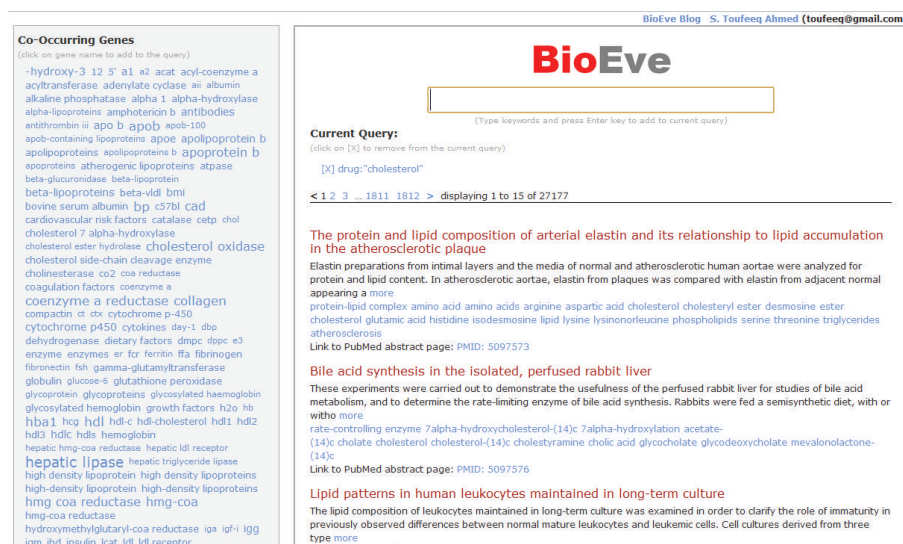 BioEve Blog S. Toufeeq Ahmed (toufeeq@gmail.com
Co-Occurring Genes
(click on gene name to add to the query)
-hydroxy-3 12 5' a1 a2 acat acyl-coenzyme a
acyltransferase adenylate cyclase aii albumin
alkaline phosphatase alpha 1 alpha-hydroxylase
alpha-lipoproteins amphotericin b antibodies
antithrombin iii apo b apob apob-100
apob-containing lipoproteins apoe apolipoprotein b
apolipoproteins apolipoproteins b apoprotein b
apoproteins atherogenic lipoproteins atpase
beta-glucuronidase beta-lipoprotein
beta-lipoproteins beta-vldl bmi
bovine serum albumin bp c57bl cad
cardiovascular risk factors catalase cetp chol
cholesterol 7 alpha-hydroxylase
cholesterol ester hydrolase cholesterol oxidase
cholesterol side-chain cleavage enzyme
cholinesterase co2 coa reductase
coagulation factors coenzyme a
coenzyme a reductase collagen
compactin ct ctx cytochrome p-450
cytochrome p450 cytokines day-1 dbp
dehydrogenase dietary factors dmpc dppc e3
enzyme enzymes er fcr ferritin ffa fibrinogen
fibronectin fsh gamma-glutamyltransferase
globulin glucose-6 glutathione peroxidase
glycoprotein glycoproteins glycosylated haemoglobin
glycosylated hemoglobin growth factors h2o hb
hba1 hcg hdl hdl-c hdl-cholesterol hdl1 hdl2
hdl3 hdlc hdls hemoglobin
hepatic hmg-coa reductase hepatic ldl receptor
hepatic lipase hepatic triglyceride lipase
high density lipoprotein high density lipoproteins
high-density lipoprotein high-density lipoproteins
hmg coa reductase hmg-coa
hmg-coa reductase
hydroxymethylglutaryl-coa reductase iga igf-i igg
igm ihd insulin lcat ldl ldl receptor
BioEve
(Type keywords and press Enter key to add to current query)
Current Query:
(click on [X] to remove from the current query)
[X] drug:"cholesterol"
< 1 2 3 ... 1811 1812 > displaying 1 to 15 of 27177
The protein and lipid composition of arterial elastin and its relationship to lipid accumulation
in the atherosclerotic plaque
Elastin preparations from intimal layers and the media of normal and atherosclerotic human aortae were analyzed for
protein and lipid content. In atherosclerotic aortae, elastin from plaques was compared with elastin from adjacent normal
appearing a more
protein-lipid complex amino acid amino acids arginine aspartic acid cholesterol cholesteryl ester desmosine ester
cholesterol glutamic acid histidine isodesmosine lipid lysine lysinonorleucine phospholipids serine threonine triglycerides
atherosclerosis
Link to PubMed abstract page: PMID: 5097573
Bile acid synthesis in the isolated, perfused rabbit liver
These experiments were carried out to demonstrate the usefulness of the perfused rabbit liver for studies of bile acid
metabolism, and to determine the rate-limiting enzyme of bile acid synthesis. Rabbits were fed a semisynthetic diet, with or
witho more
rate-controlling enzyme 7alpha-hydroxycholesterol-(14)c 7alpha-hydroxylation acetate-
(14)c cholate cholesterol cholesterol-(14)c cholestyramine cholic acid glycocholate glycodeoxycholate mevalonolactone-
(14)c
Link to PubMed abstract page: PMID: 5097576
Lipid patterns in human leukocytes maintained in long-term culture
The lipid composition of leukocytes maintained in long-term culture was examined in order to clarify the role of immaturity in
previously observed differences between normal mature leukocytes and leukemic cells. Cell cultures derived from three
type more